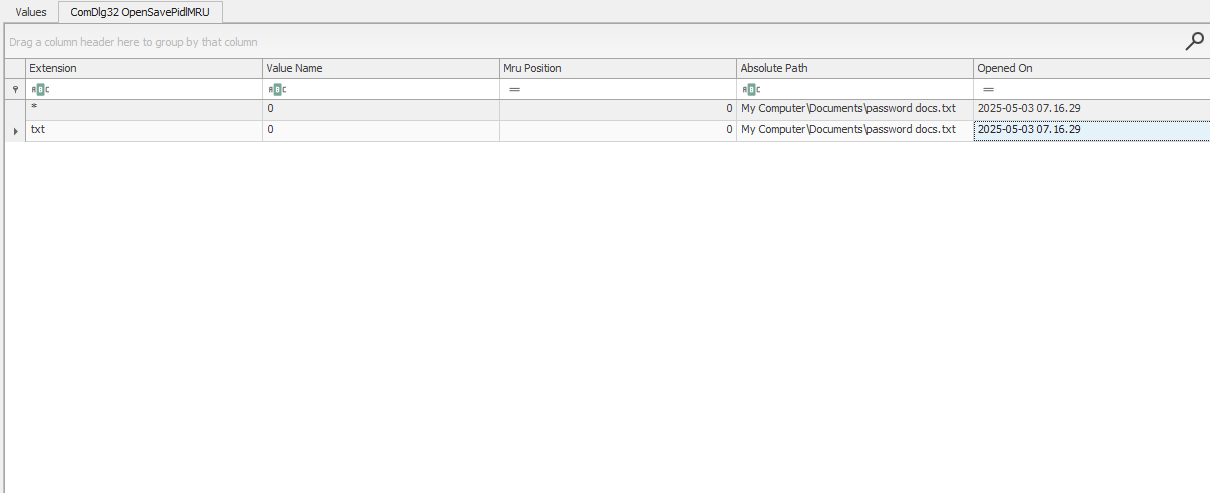 Values ComDlg32 OpenSavePidlMRU
Drag a column header here to group by that column
Extension Value Name Mru Position Absolute Path Opened On
ABC ABC = ABC =
* 0 0 My Computer\Documents\password docs.txt 2025-05-03 07.16.29
txt 0 0 My Computer\Documents\password docs.txt 2025-05-03 07.16.29